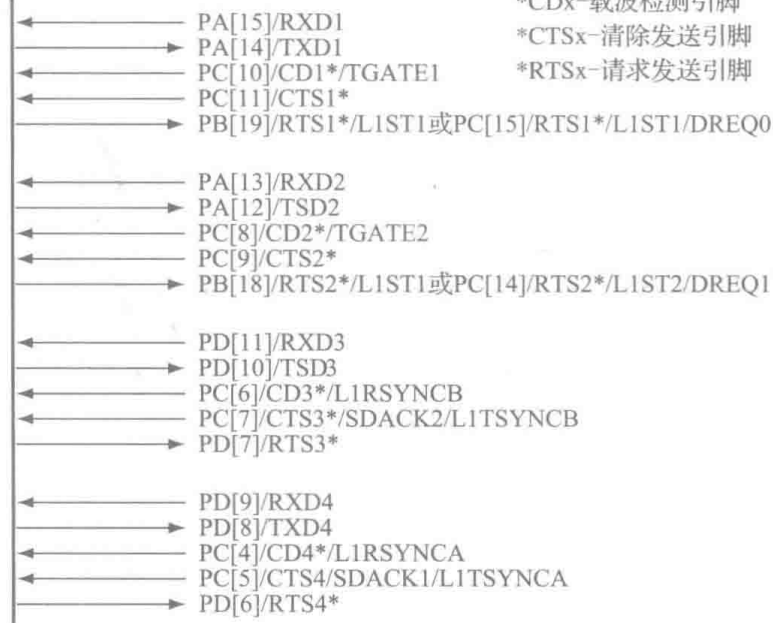 *CDx-载波检测引脚
PA[15]/RXD1
PA[14]/TXD1
*CTSx-清除发送引脚
PC[10]/CD1*/TGATE1
*RTSx-请求发送引脚
PC[11]/CTS1*
PB[19]/RTS1*/L1ST1或PC[15]/RTS1*/L1ST1/DREQ0
PA[13]/RXD2
PA[12]/TSD2
PC[8]/CD2*/TGATE2
PC[9]/CTS2*
PB[18]/RTS2*/L1ST1或PC[14]/RTS2*/L1ST2/DREQ1
PD[11]/RXD3
PD[10]/TSD3
PC[6]/CD3*/L1RSYNCB
PC[7]/CTS3*/SDACK2/L1TSYNCB
PD[7]/RTS3*
PD[9]/RXD4
PD[8]/TXD4
PC[4]/CD4*/L1RSYNCA
PC[5]/CTS4/SDACK1/L1TSYNCA
PD[6]/RTS4*